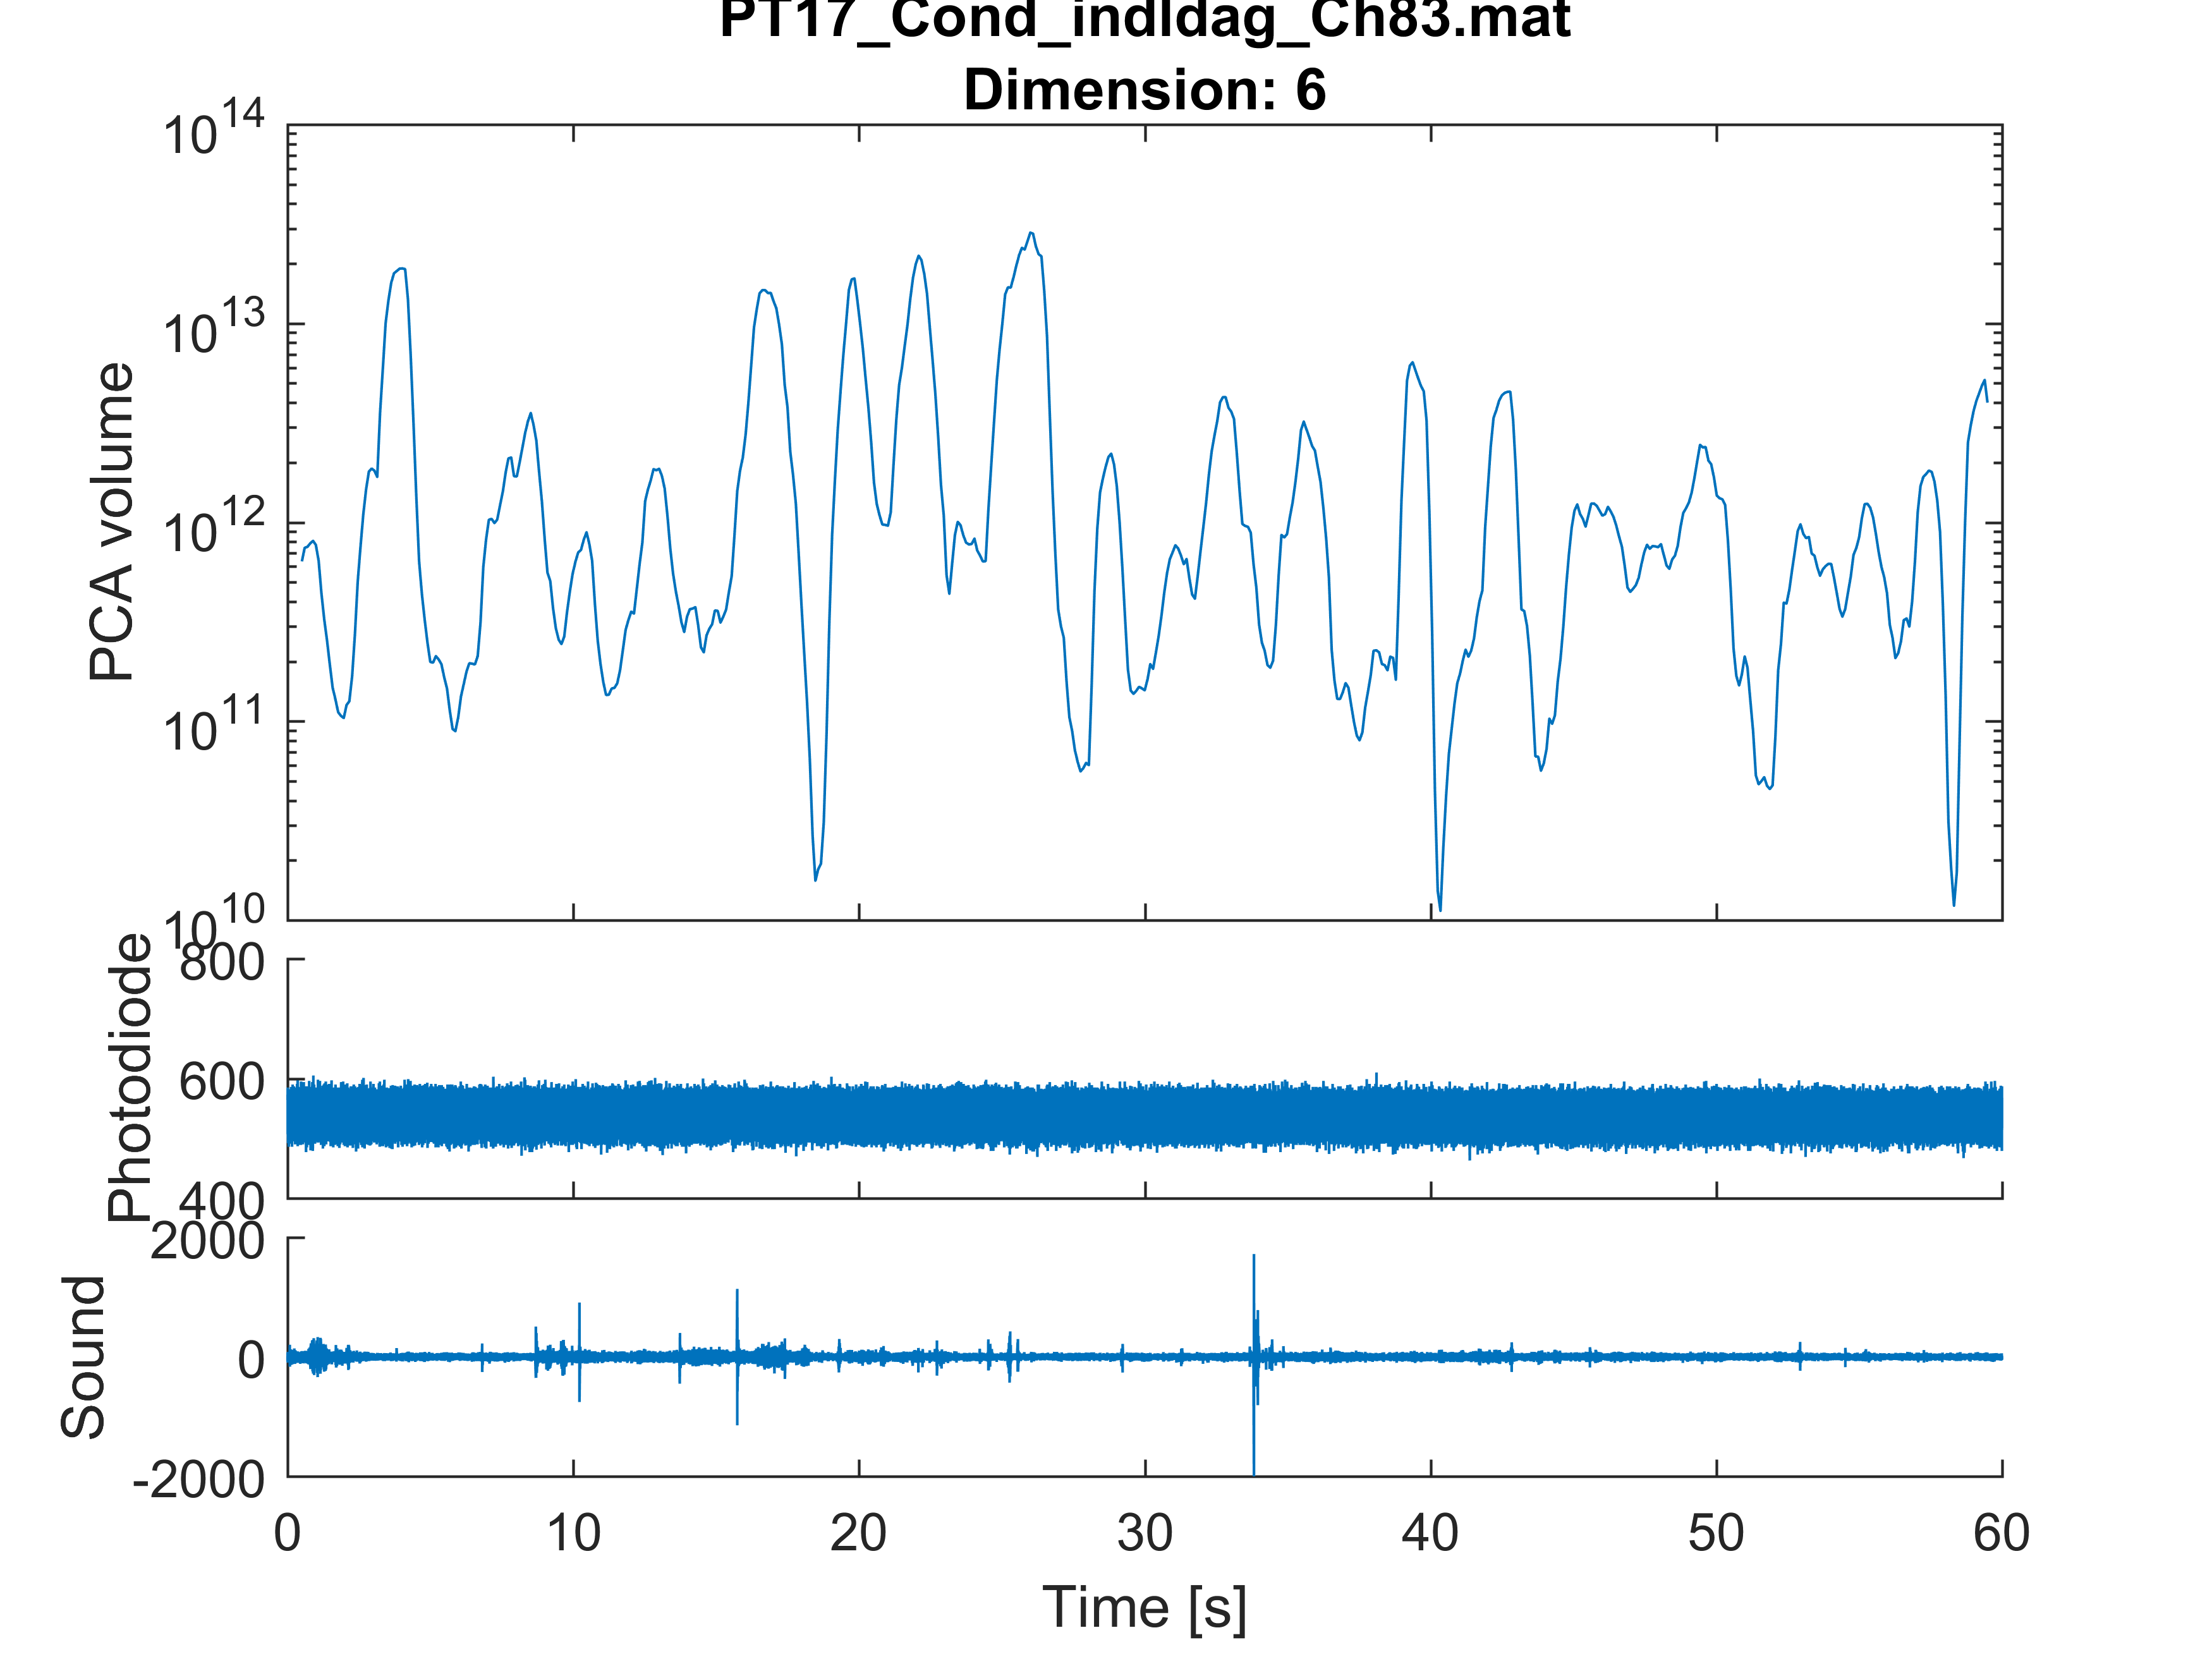 PT17_Cond_indIdag_Ch83.mat
Dimension: 6
10^14
10^13
10^12
10^11
10^10
PCA volume
800
600
400
Photodiode
2000
0
-2000
Sound
0 10 20 30 40 50 60
Time [s]